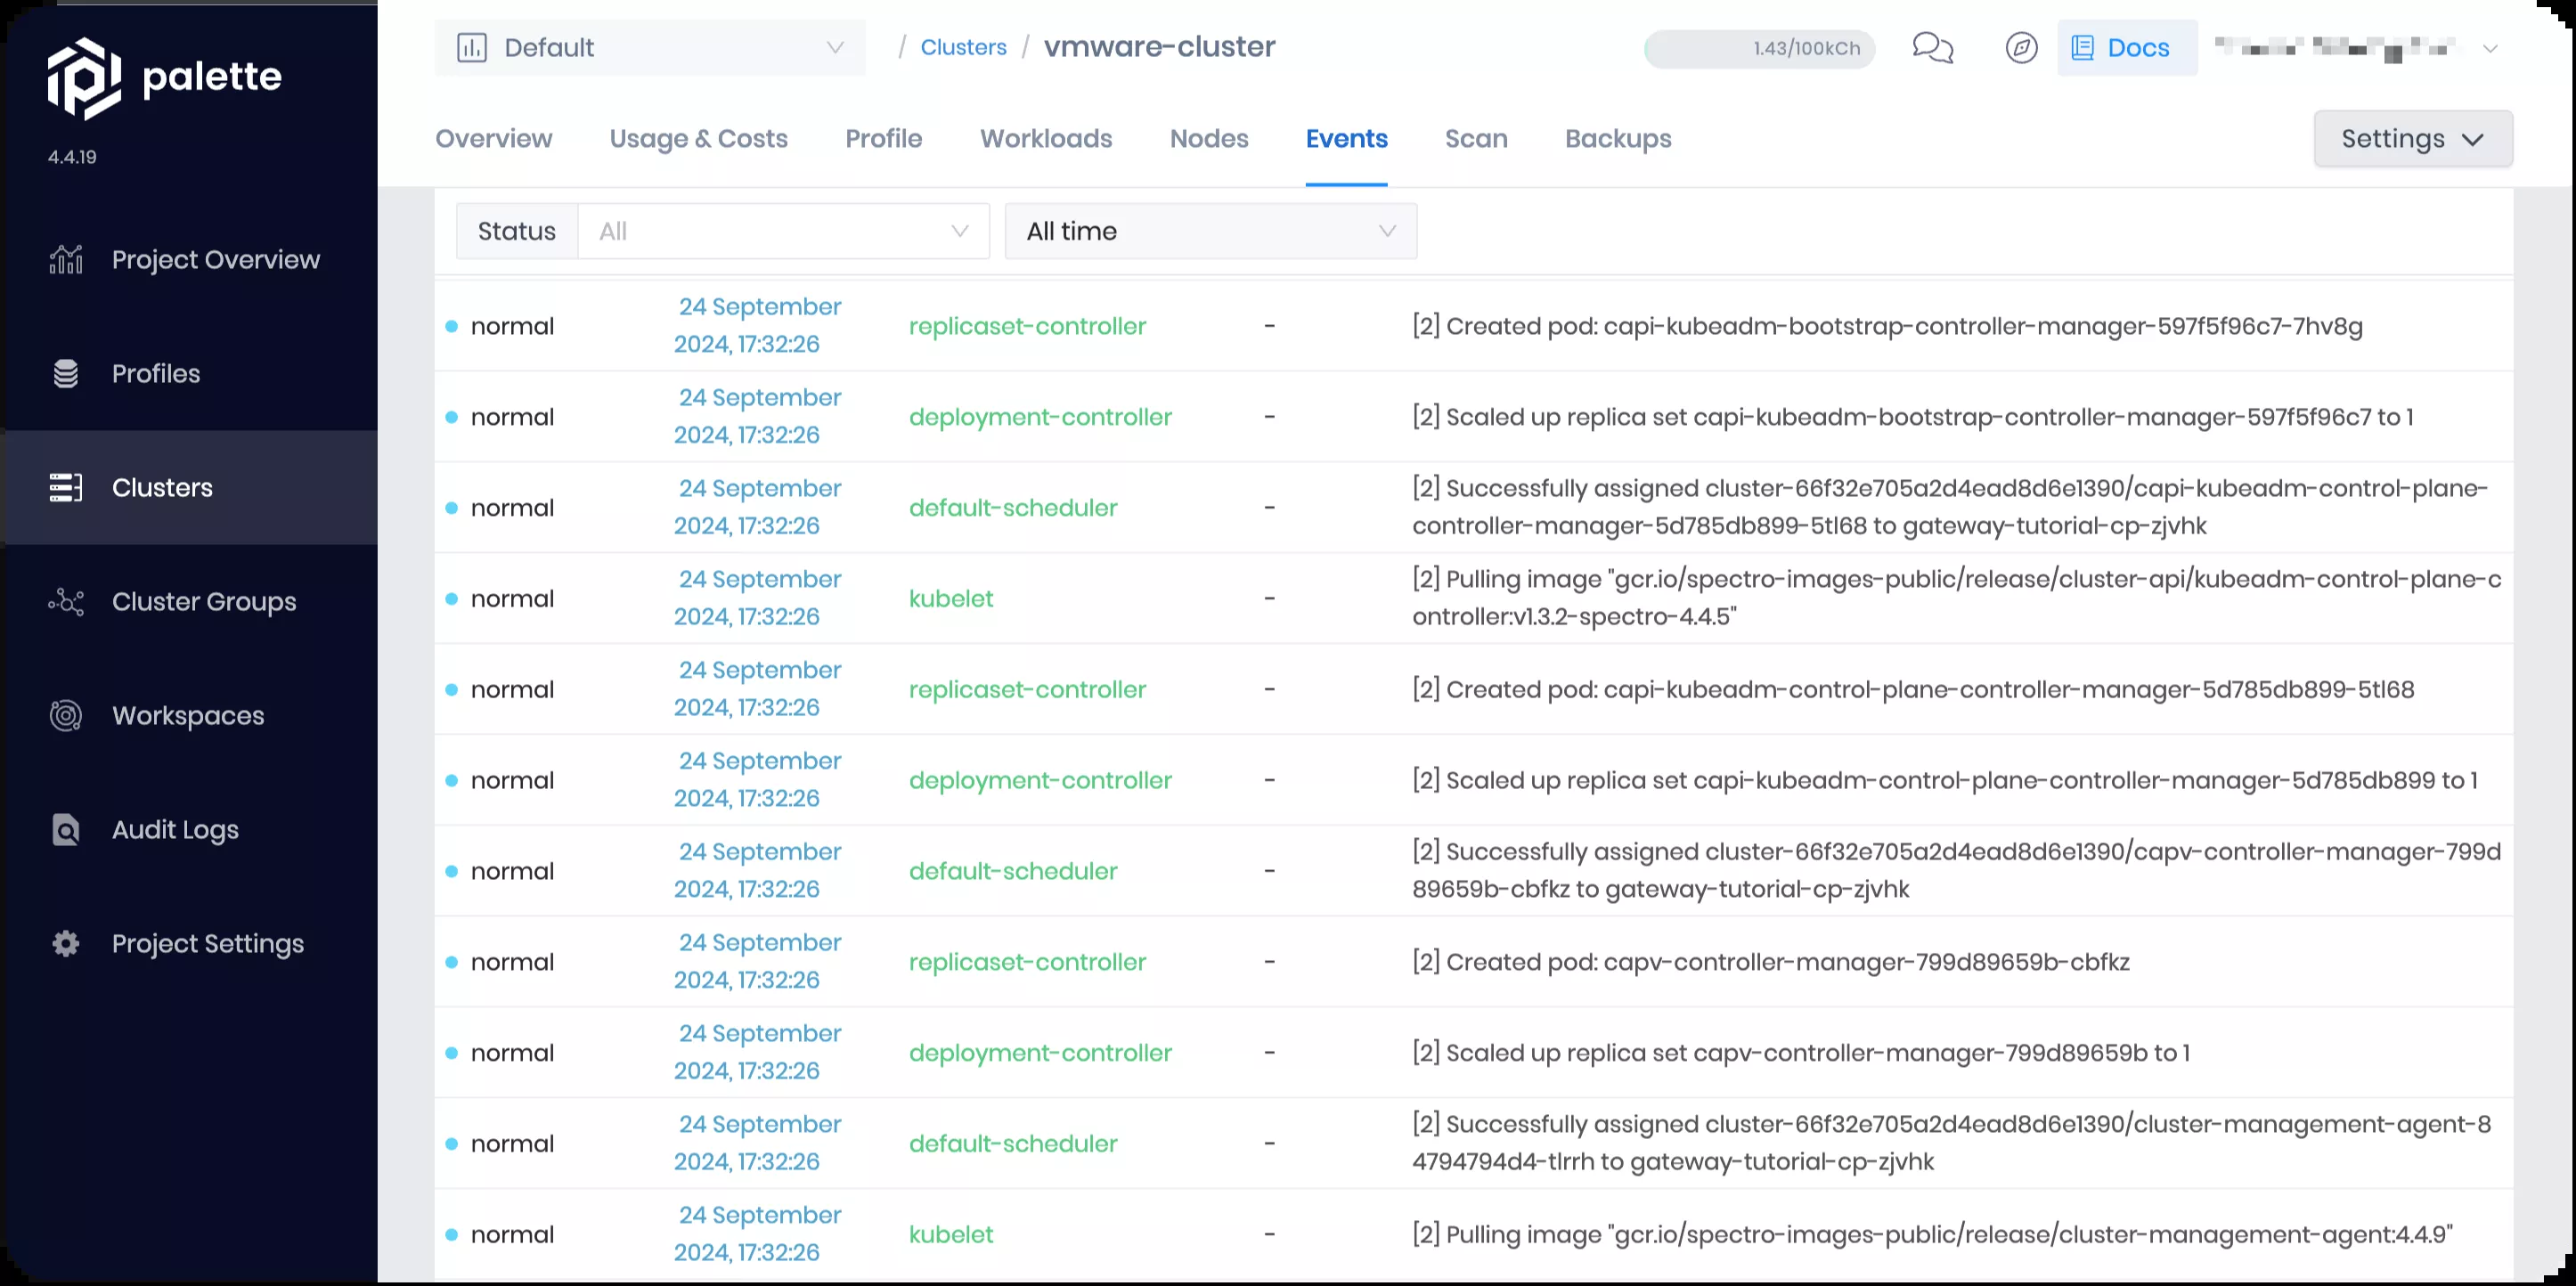 palette
4.4.19
Project Overview
Profiles
Clusters
Cluster Groups
Workspaces
Audit Logs
Project Settings
Default
/ Clusters / vmware-cluster
1.43/100kCh
Docs
Overview Usage & Costs Profile Workloads Nodes Events Scan Backups
Settings
Status All All time
normal 24 September 2024, 17:32:26 replicaset-controller - [2] Created pod: capi-kubeadm-bootstrap-controller-manager-597f5f96c7-7hv8g
normal 24 September 2024, 17:32:26 deployment-controller - [2] Scaled up replica set capi-kubeadm-bootstrap-controller-manager-597f5f96c7 to 1
normal 24 September 2024, 17:32:26 default-scheduler - [2] Successfully assigned cluster-66f32e705a2d4ead8d6e1390/capi-kubeadm-control-plane-
controller-manager-5d785db899-5tl68 to gateway-tutorial-cp-zjvhk
normal 24 September 2024, 17:32:26 kubelet - [2] Pulling image "gcr.io/spectro-images-public/release/cluster-api/kubeadm-control-plane-c
ontroller:v1.3.2-spectro-4.4.5"
normal 24 September 2024, 17:32:26 replicaset-controller - [2] Created pod: capi-kubeadm-control-plane-controller-manager-5d785db899-5tl68
normal 24 September 2024, 17:32:26 deployment-controller - [2] Scaled up replica set capi-kubeadm-control-plane-controller-manager-5d785db899 to 1
normal 24 September 2024, 17:32:26 default-scheduler - [2] Successfully assigned cluster-66f32e705a2d4ead8d6e1390/capv-controller-manager-799d
89659b-cbfkz to gateway-tutorial-cp-zjvhk
normal 24 September 2024, 17:32:26 replicaset-controller - [2] Created pod: capv-controller-manager-799d89659b-cbfkz
normal 24 September 2024, 17:32:26 deployment-controller - [2] Scaled up replica set capv-controller-manager-799d89659b to 1
normal 24 September 2024, 17:32:26 default-scheduler - [2] Successfully assigned cluster-66f32e705a2d4ead8d6e1390/cluster-management-agent-8
4794794d4-tlrrh to gateway-tutorial-cp-zjvhk
normal 24 September 2024, 17:32:26 kubelet - [2] Pulling image "gcr.io/spectro-images-public/release/cluster-management-agent:4.4.9"